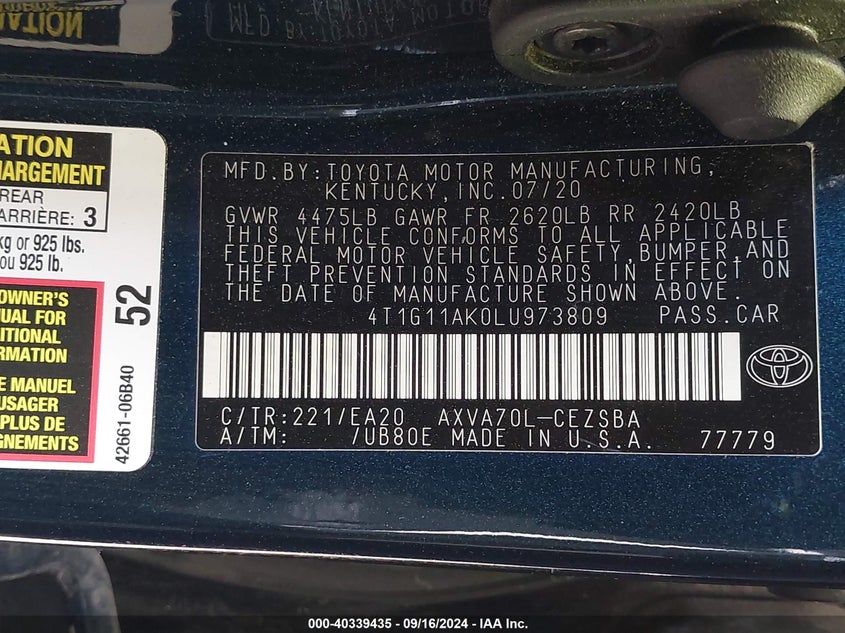 ATION
HARGEMENT
REAR
ARRIÈRE: 3
kg or 925 lbs.
ou 925 lb.
OWNER'S
NUAL FOR
DITIONAL
ORMATION
E MANUEL
USAGER
PLUS DE
52
42661-06B40
MFD.BY:TOYOTA MOTOR MANUFACTURING,
KENTUCKY,INC.07/20
GVWR 4475LB GAWR FR 2620LB RR 2420LB
THIS VEHICLE CONFORMS TO ALL APPLICABLE
FEDERAL MOTOR VEHICLE SAFETY,BUMPER,AND
THEFT PREVENTION STANDARDS IN EFFECT ON
THE DATE OF MANUFACTURE SHOWN ABOVE.
4T1G11AK0LU973809 PASS.CAR
C/TR:221/EA20 AXVA70L-CEZSBA
A/TM: /UB80E MADE IN U.S.A. 77779
000-40339435 - 09/16/2024 - IAA Inc.